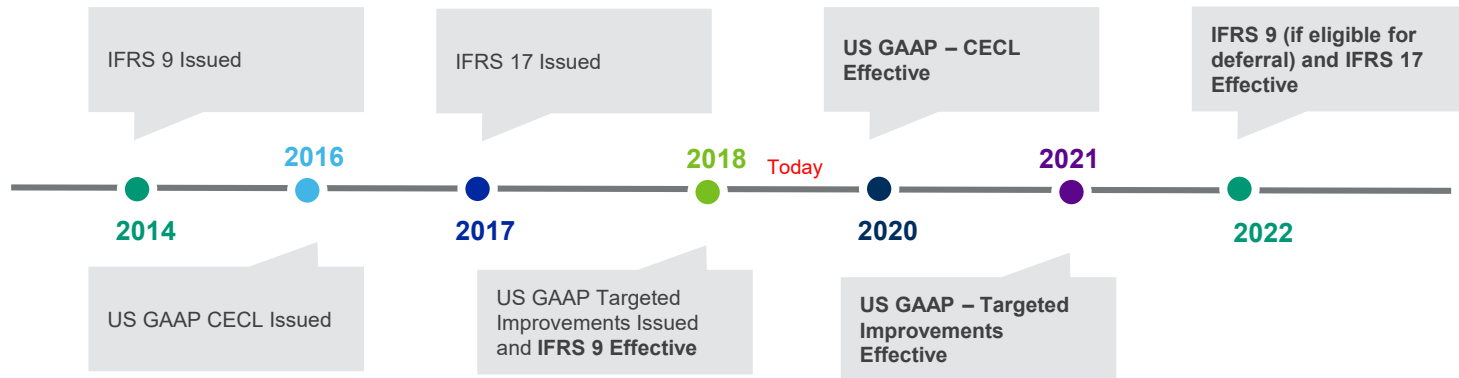 IFRS 9 Issued
IFRS 17 Issued
US GAAP – CECL
Effective
IFRS 9 (if eligible for
deferral) and IFRS 17
Effective
2016
2018
Today
2021
2014
2017
2020
2022
US GAAP CECL Issued
US GAAP Targeted
Improvements Issued
and IFRS 9 Effective
US GAAP – Targeted
Improvements
Effective